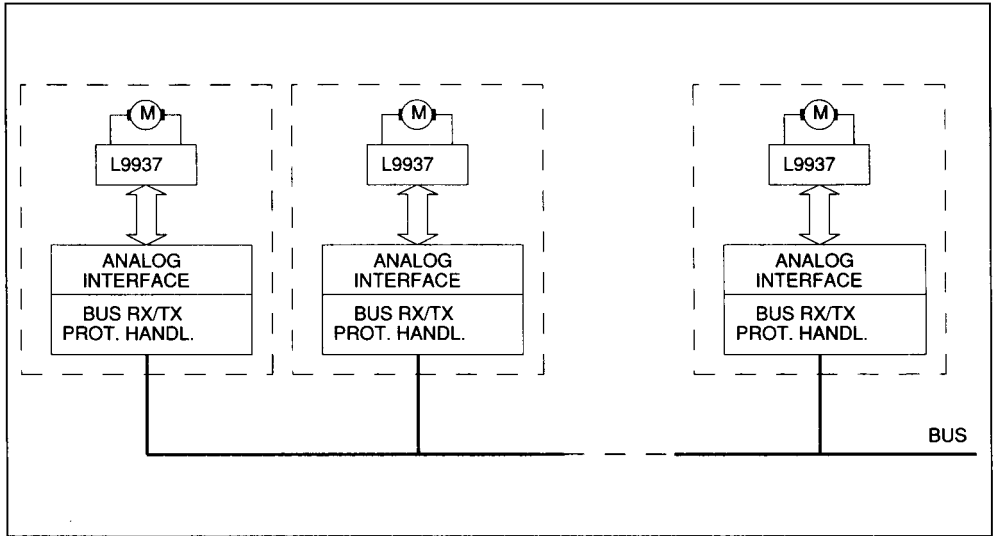 M
L9937
ANALOG
INTERFACE
BUS RX/TX
PROT. HANDL.
M
L9937
ANALOG
INTERFACE
BUS RX/TX
PROT. HANDL.
M
L9937
ANALOG
INTERFACE
BUS RX/TX
PROT. HANDL.
BUS